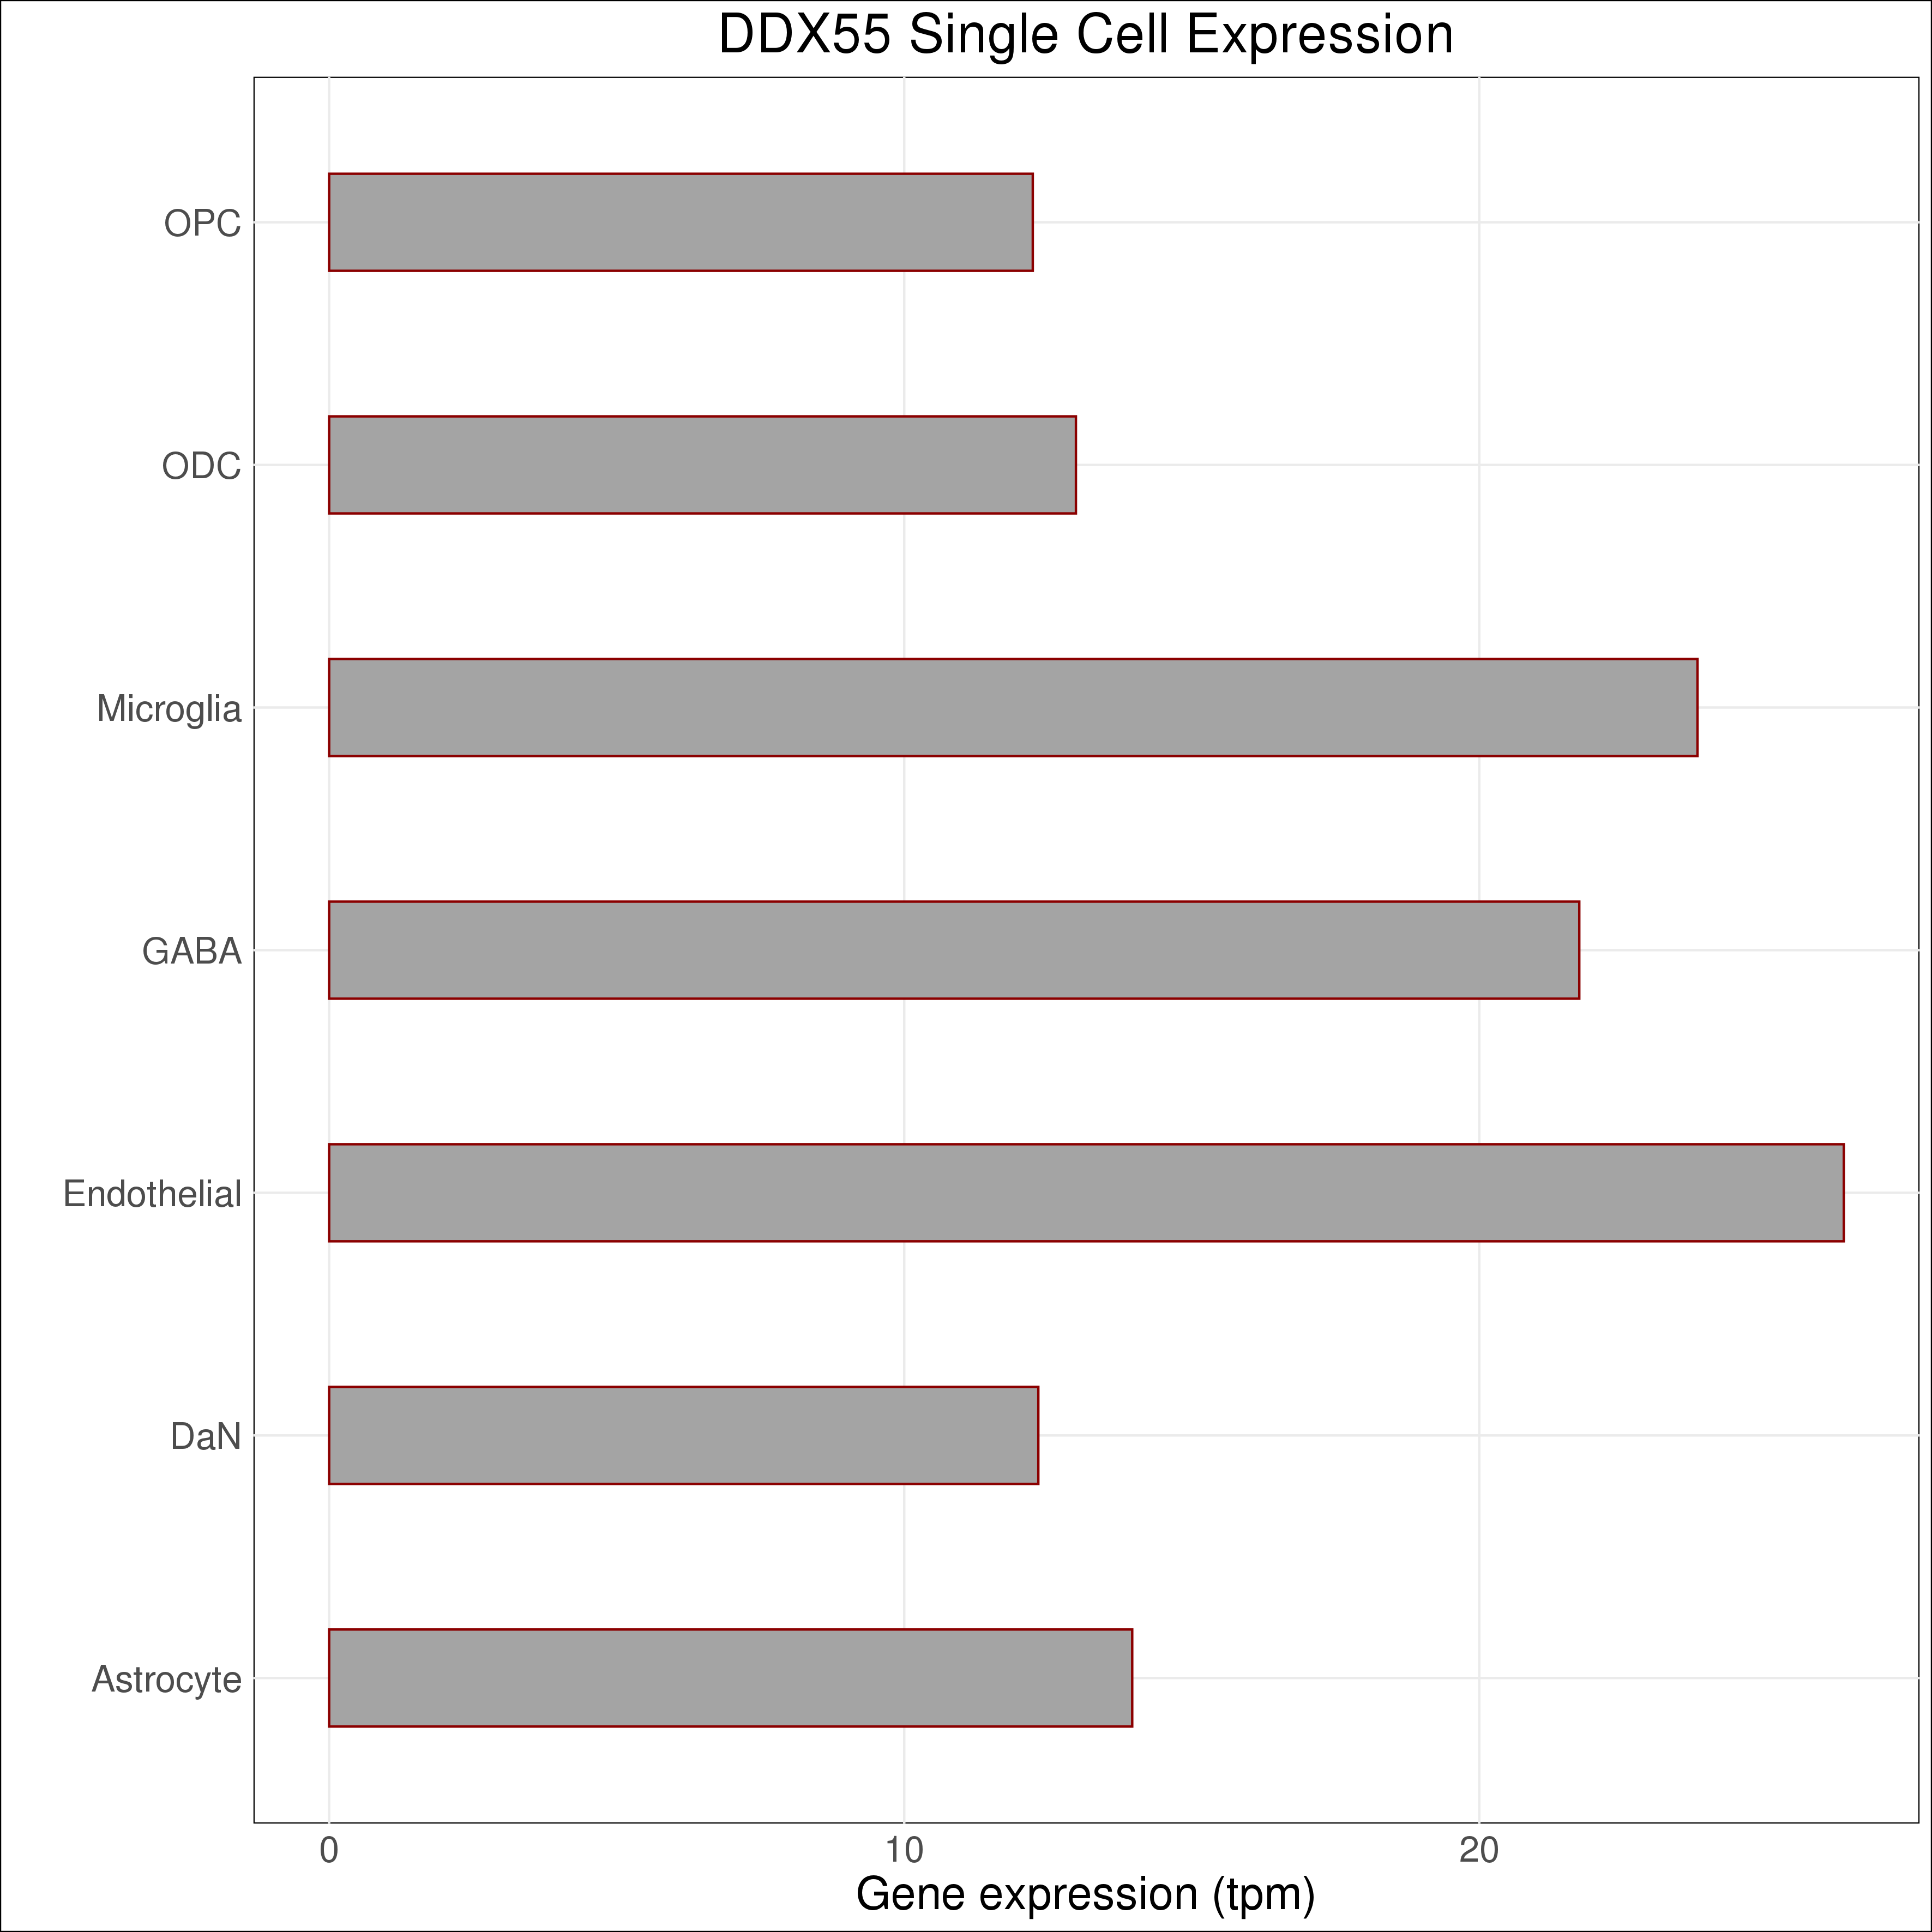 DDX55 Single Cell Expression
OPC
ODC
Microglia
GABA
Endothelial
DaN
Astrocyte
0 10 20
Gene expression (tpm)